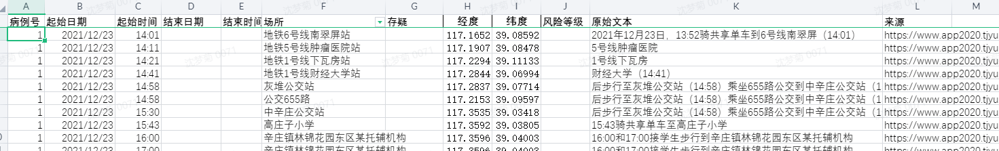 A B C D E F G H I J K L M
病例号 起始日期 起始时间 结束日期 结束时间 场所 存疑 经度 纬度 风险等级 原始文本 来源
1 2021/12/23 14:01 地铁6号线南翠屏站 117.1652 39.08592 2021年12月23日，13:52骑共享单车到6号线南翠屏（14:01） https://www.app2020.tjyu
1 2021/12/23 14:11 地铁5号线肿瘤医院站 117.1907 39.08478 5号线肿瘤医院 https://www.app2020.tjyu
1 2021/12/23 14:21 地铁1号线下瓦房站 117.2294 39.11133 1号线下瓦房 https://www.app2020.tjyu
1 2021/12/23 14:41 地铁1号线财经大学站 117.2844 39.06994 财经大学（14:41） https://www.app2020.tjyu
1 2021/12/23 14:58 灰堆公交站 117.2837 39.07714 后步行至灰堆公交站（14:58）乘坐655路公交到中辛庄公交站（1 https://www.app2020.tjyu
1 2021/12/23 14:58 公交655路 117.2153 39.09597 后步行至灰堆公交站（14:58）乘坐655路公交到中辛庄公交站（1 https://www.app2020.tjyu
1 2021/12/23 15:30 中辛庄公交站 117.3535 39.03418 后步行至灰堆公交站（14:58）乘坐655路公交到中辛庄公交站（1 https://www.app2020.tjyu
1 2021/12/23 15:43 高庄子小学 117.3592 39.03805 15:43骑共享单车至高庄子小学 https://www.app2020.tjyu
1 2021/12/23 16:00 辛庄镇林锦花园东区某托辅机构 117.3596 39.04003 16:00和17:00接学生步行到辛庄镇林锦花园东区某托辅 https://www.app2020.tjyu
1 2021/12/23 17:00 辛庄镇林锦花园东区某托辅机构 117.3596 39.04003 16:00和17:00接学生步行到辛庄镇林锦花园东区某托辅 https://www.app2020.tjyu